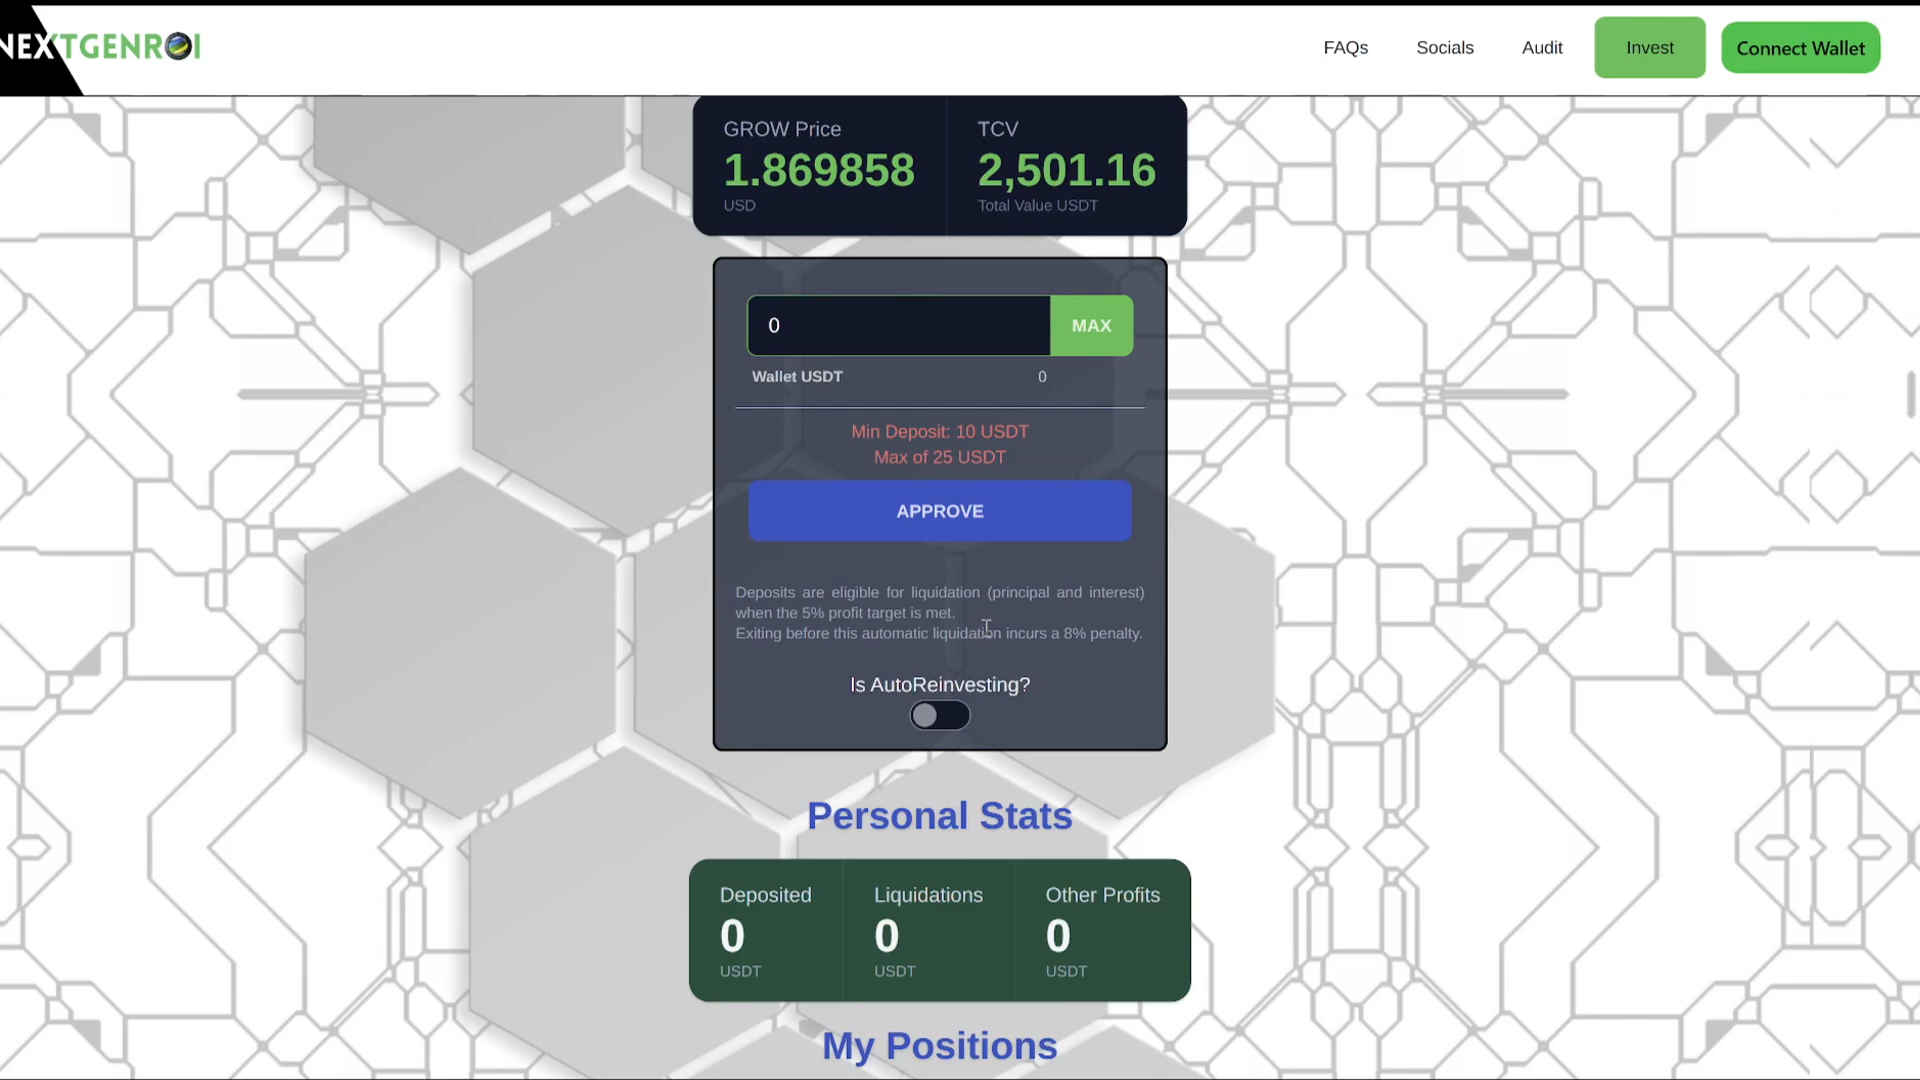 NEXTGENROI
FAQs
Socials
Audit
Invest
Connect Wallet
GROW Price
1.869858
USD
TCV
2,501.16
Total Value USDT
0
MAX
Wallet USDT
0
Min Deposit: 10 USDT
Max of 25 USDT
APPROVE
Deposits are eligible for liquidation (principal and interest)
when the 5% profit target is met.
Exiting before this automatic liquidation incurs a 8% penalty.
Is AutoReinvesting?
Personal Stats
Deposited
0
USDT
Liquidations
0
USDT
Other Profits
0
USDT
My Positions